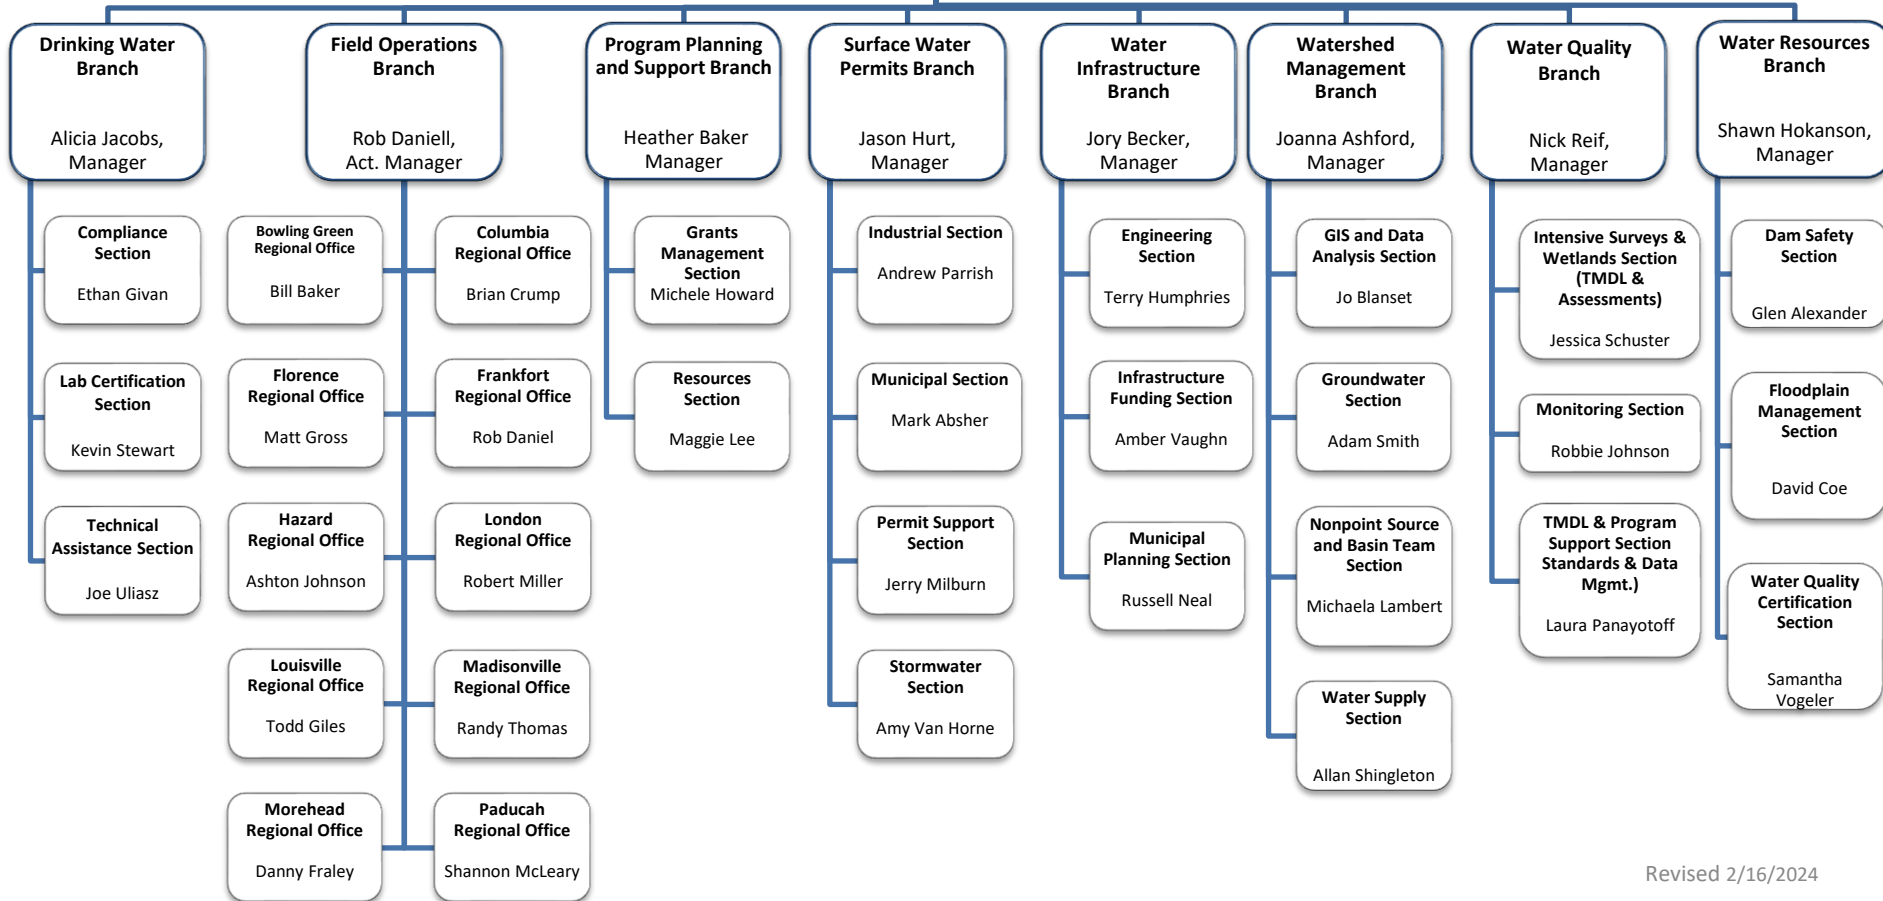 Drinking Water
Branch
Alicia Jacobs,
Manager
Compliance
Section
Ethan Givan
Lab Certification
Section
Kevin Stewart
Technical
Assistance Section
Joe Uliasz
Field Operations
Branch
Rob Daniell,
Act. Manager
Bowling Green
Regional Office
Bill Baker
Columbia
Regional Office
Brian Crump
Florence
Regional Office
Matt Gross
Frankfort
Regional Office
Rob Daniel
Hazard
Regional Office
Ashton Johnson
London
Regional Office
Robert Miller
Louisville
Regional Office
Todd Giles
Madisonville
Regional Office
Randy Thomas
Morehead
Regional Office
Danny Fraley
Paducah
Regional Office
Shannon McLeary
Program Planning
and Support Branch
Heather Baker
Manager
Grants
Management
Section
Michele Howard
Resources
Section
Maggie Lee
Surface Water
Permits Branch
Jason Hurt,
Manager
Industrial Section
Andrew Parrish
Municipal Section
Mark Absher
Permit Support
Section
Jerry Milburn
Stormwater
Section
Amy Van Horne
Water
Infrastructure
Branch
Jory Becker,
Manager
Engineering
Section
Terry Humphries
Infrastructure
Funding Section
Amber Vaughn
Municipal
Planning Section
Russell Neal
Watershed
Management
Branch
Joanna Ashford,
Manager
GIS and Data
Analysis Section
Jo Blanset
Groundwater
Section
Adam Smith
Nonpoint Source
and Basin Team
Section
Michaela Lambert
Water Supply
Section
Allan Shingleton
Water Quality
Branch
Nick Reif,
Manager
Intensive Surveys &
Wetlands Section
(TMDL &
Assessments)
Jessica Schuster
Monitoring Section
Robbie Johnson
TMDL & Program
Support Section
Standards & Data
Mgmt.)
Laura Panayotoff
Water Resources
Branch
Shawn Hokanson,
Manager
Dam Safety
Section
Glen Alexander
Floodplain
Management
Section
David Coe
Water Quality
Certification
Section
Samantha
Vogeler
Revised 2/16/2024